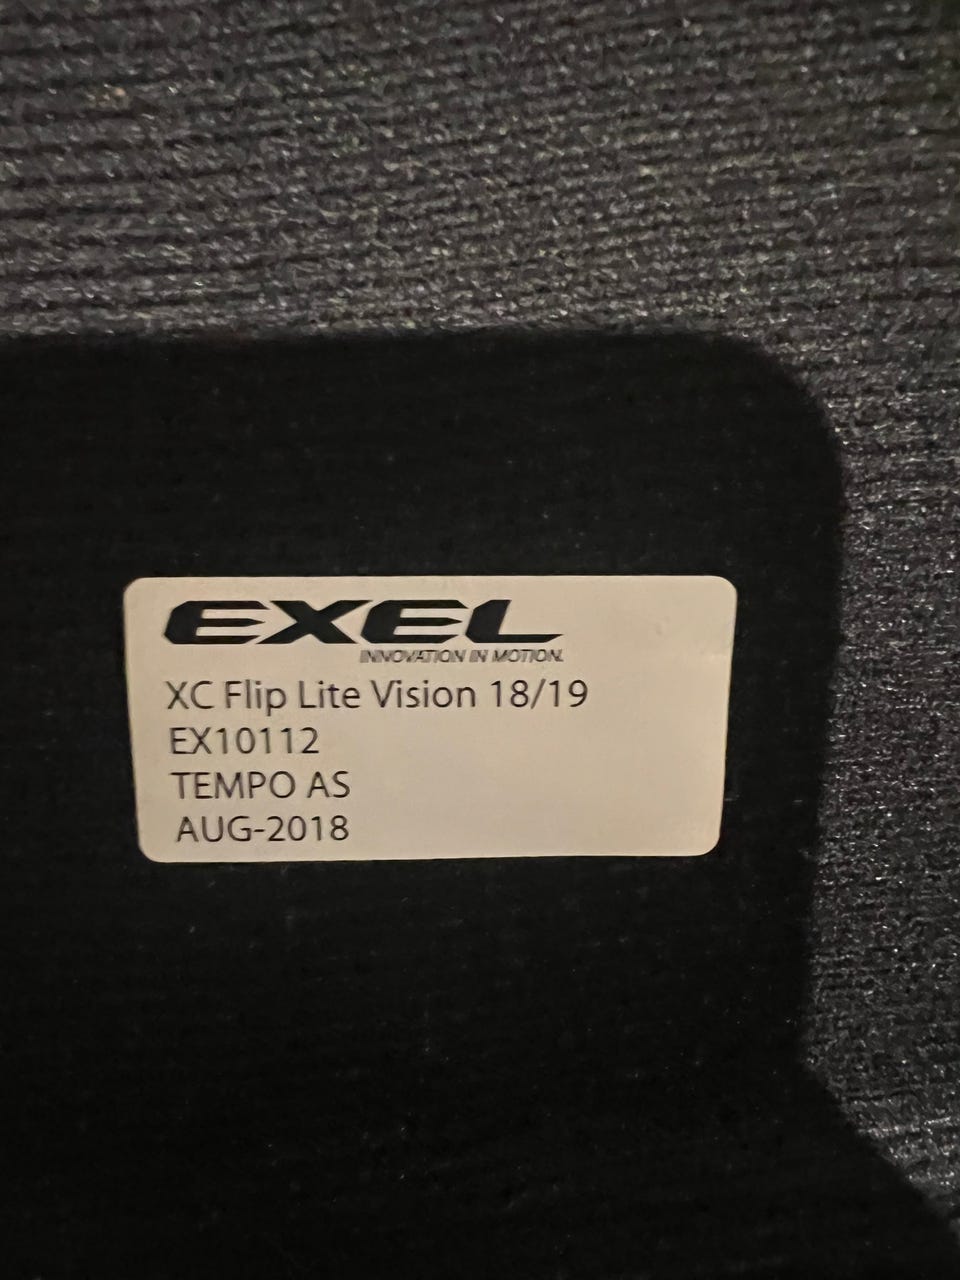 EXEL
INNOVATION IN MOTION.
XC Flip Lite Vision 18/19
EX10112
TEMPO AS
AUG-2018